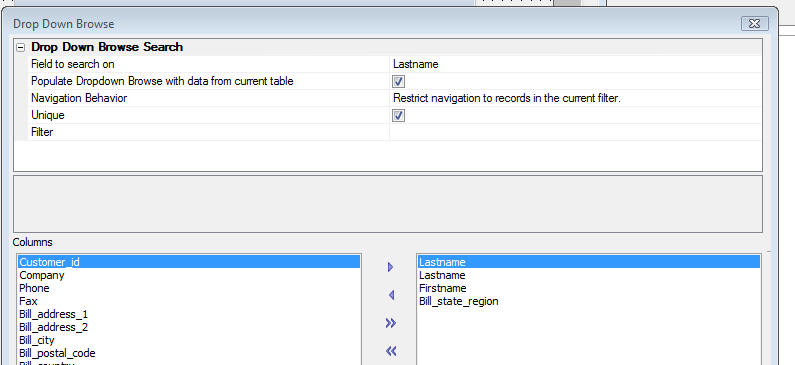 Drop Down Browse
Drop Down Browse Search
Field to search on Lastname
Populate Dropdown Browse with data from current table
Navigation Behavior Restrict navigation to records in the current filter.
Unique
Filter
Columns
Customer_id
Company
Phone
Fax
Bill_address_1
Bill_address_2
Bill_city
Bill_postal_code
Bill_country
Lastname
Lastname
Firstname
Bill_state_region